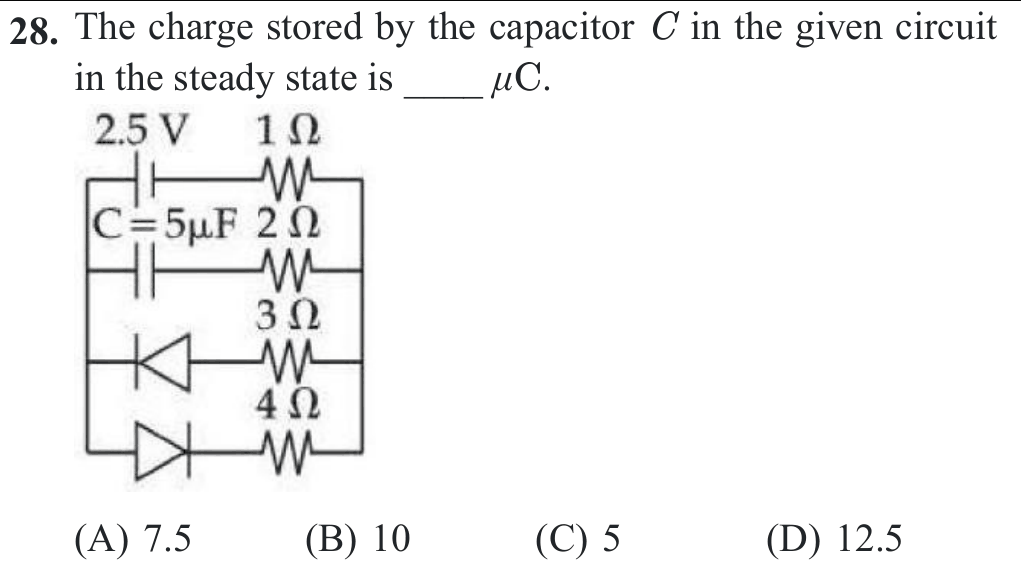 28. The charge stored by the capacitor C in the given circuit
in the steady state is ____ μC.
2.5 V 1 Ω
C=5μF 2 Ω
3 Ω
4 Ω
(A) 7.5 (B) 10 (C) 5 (D) 12.5